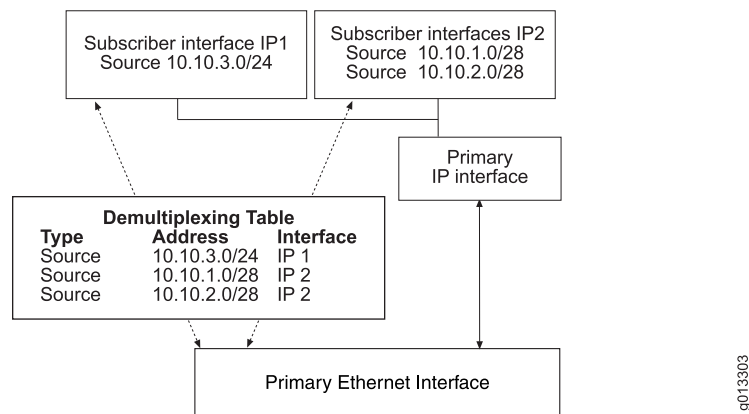 Subscriber interface IP1
Source 10.10.3.0/24
Subscriber interfaces IP2
Source 10.10.1.0/28
Source 10.10.2.0/28
Primary
IP interface
Demultiplexing Table
Type Address Interface
Source 10.10.3.0/24 IP 1
Source 10.10.1.0/28 IP 2
Source 10.10.2.0/28 IP 2
Primary Ethernet Interface
g013303